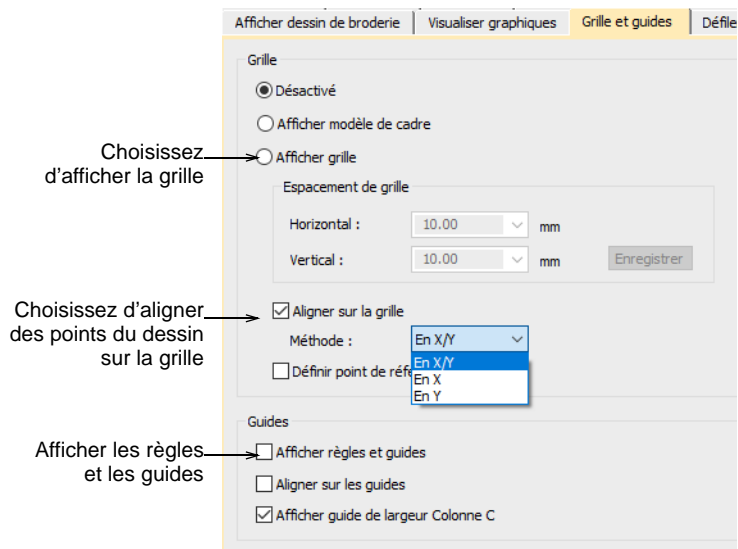 Afficher dessin de broderie Visualiser graphiques Grille et guides Défile
Grille
Désactivé
Afficher modèle de cadre
Choisissez
d'afficher la grille
Afficher grille
Espacement de grille
Horizontal : 10.00 mm
Vertical : 10.00 mm Enregistrer
Choisissez d'aligner
des points du dessin
sur la grille
Aligner sur la grille
Méthode : En X/Y
En X/Y
En X
En Y
Définir point de réfé
Guides
Afficher les règles
et les guides
Afficher règles et guides
Aligner sur les guides
Afficher guide de largeur Colonne C